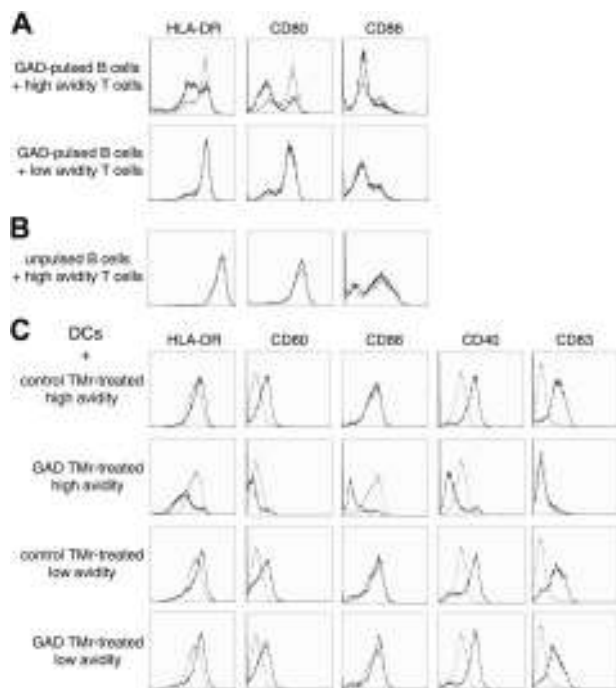 A
HLA-DR CD80 CD86
GAD-pulsed B cells
+ high avidity T cells
GAD-pulsed B cells
+ low avidity T cells
B
unpulsed B cells
+ high avidity T cells
C
DCs
+
HLA-DR CD80 CD86 CD40 CD83
control TMr-treated
high avidity
GAD TMr-treated
high avidity
control TMr-treated
low avidity
GAD TMr-treated
low avidity